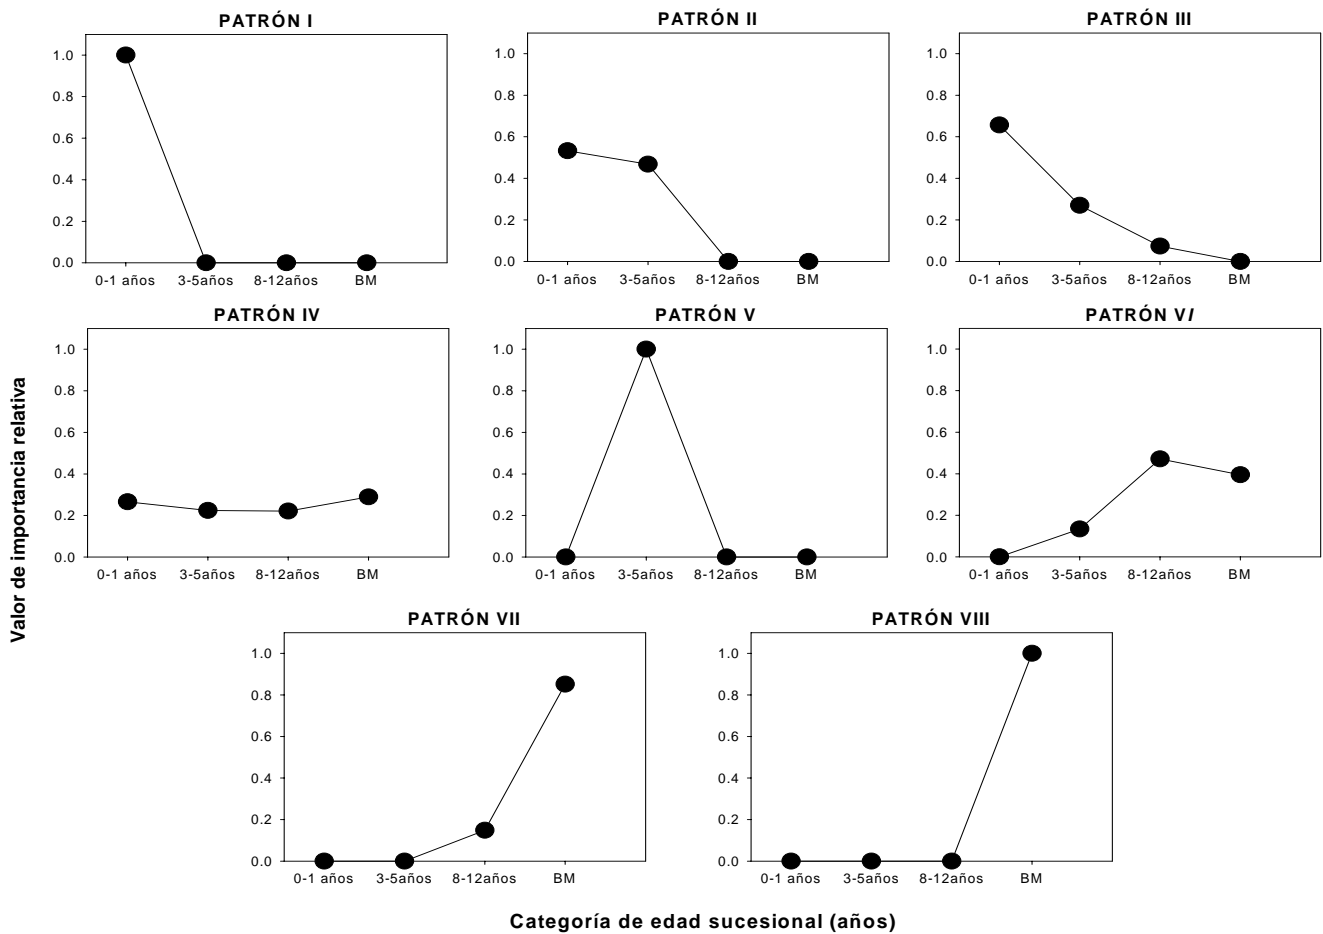 PATRÓN I
1.0
0.8
0.6
0.4
0.2
0.0
0-1 años 3-5años 8-12años BM
PATRÓN II
1.0
0.8
0.6
0.4
0.2
0.0
0-1 años 3-5años 8-12años BM
PATRÓN III
1.0
0.8
0.6
0.4
0.2
0.0
0-1 años 3-5años 8-12años BM
Valor de importancia relativa
PATRÓN IV
1.0
0.8
0.6
0.4
0.2
0.0
0-1 años 3-5años 8-12años BM
PATRÓN V
1.0
0.8
0.6
0.4
0.2
0.0
0-1 años 3-5años 8-12años BM
PATRÓN VI
1.0
0.8
0.6
0.4
0.2
0.0
0-1 años 3-5años 8-12años BM
PATRÓN VII
1.0
0.8
0.6
0.4
0.2
0.0
0-1 años 3-5años 8-12años BM
PATRÓN VIII
1.0
0.8
0.6
0.4
0.2
0.0
0-1 años 3-5años 8-12años BM
Categoría de edad sucesional (años)